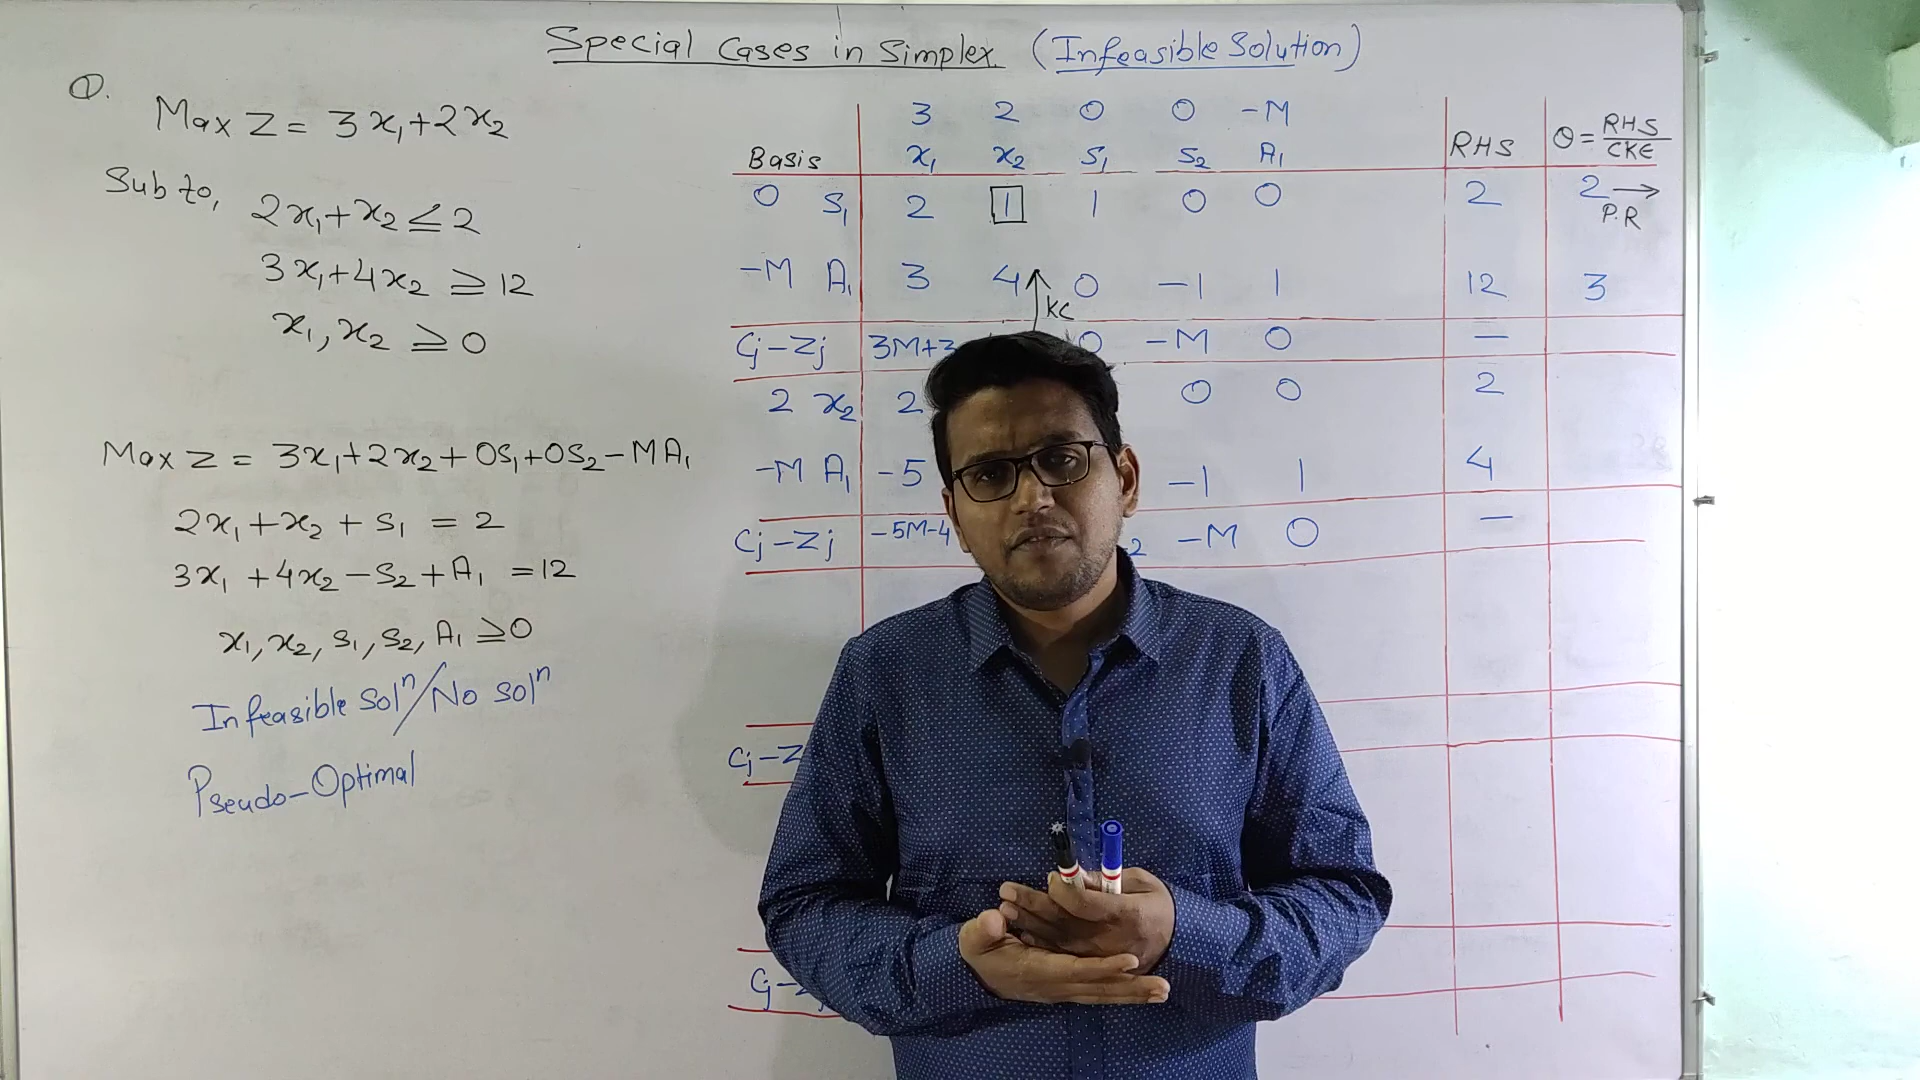 Special Cases in Simplex (Infeasible Solution)
Q.
Max Z = 3x₁+2x₂
Sub to,
2x₁+x₂ ≤ 2
3x₁+4x₂ ≥ 12
x₁, x₂ ≥ 0
Max Z = 3x₁+2x₂+0S₁+0S₂-MA₁
2x₁+x₂+S₁ = 2
3x₁+4x₂-S₂+A₁ = 12
x₁, x₂, S₁, S₂, A₁ ≥ 0
Infeasible Solⁿ/No Solⁿ
Pseudo-Optimal
3 2 0 0 -M
Basis x₁ x₂ S₁ S₂ A₁ RHS θ = RHS/CKE
0 S₁ 2 1 1 0 0 2 2→
P.R
-M A₁ 3 4 0 -1 1 12 3
KC
Cj-Zj 3M+3 0 -M 0 —
2 x₂ 2 0 0 2
-M A₁ -5 -1 1 4
Cj-Zj -5M-4 2 -M 0 —
Cj-Z
Cj-Zj